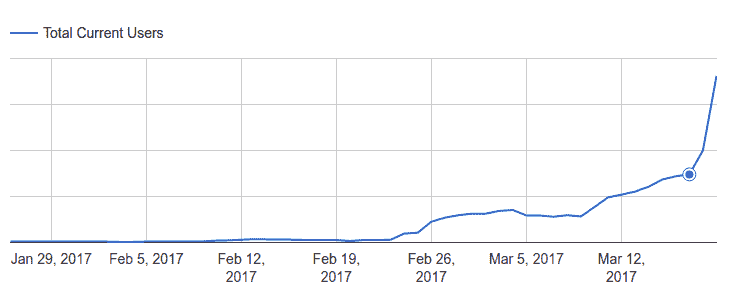 Total Current Users
Jan 29, 2017 Feb 5, 2017 Feb 12, Feb 19, Feb 26, Mar 5, 2017 Mar 12,
2017 2017 2017 2017